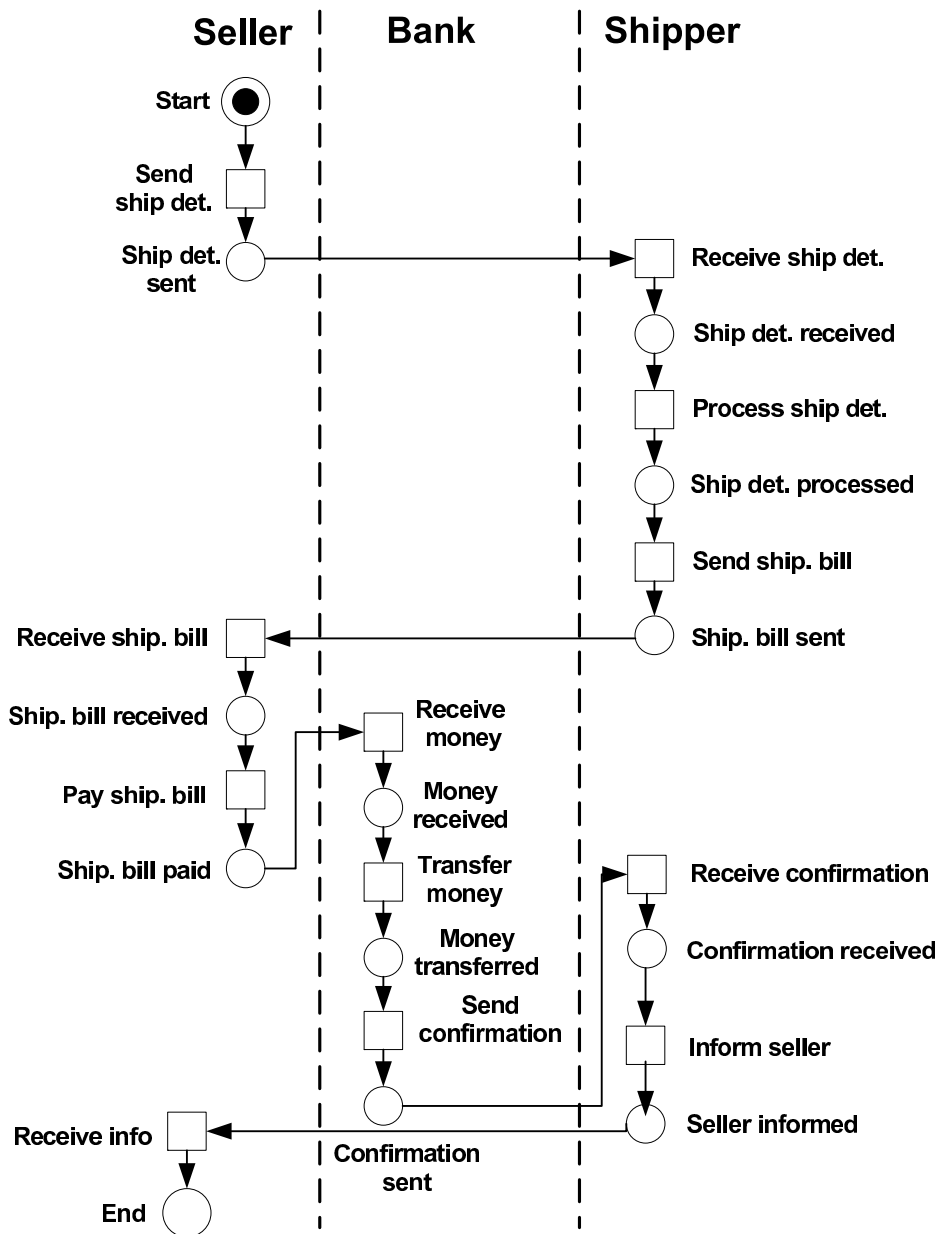 Seller
Bank
Shipper
Start
Send
ship det.
Ship det.
sent
Receive ship det.
Ship det. received
Process ship det.
Ship det. processed
Send ship. bill
Receive ship. bill
Ship. bill sent
Ship. bill received
Receive
money
Pay ship. bill
Money
received
Ship. bill paid
Transfer
money
Receive confirmation
Money
transferred
Confirmation received
Send
confirmation
Inform seller
Seller informed
Receive info
Confirmation
sent
End